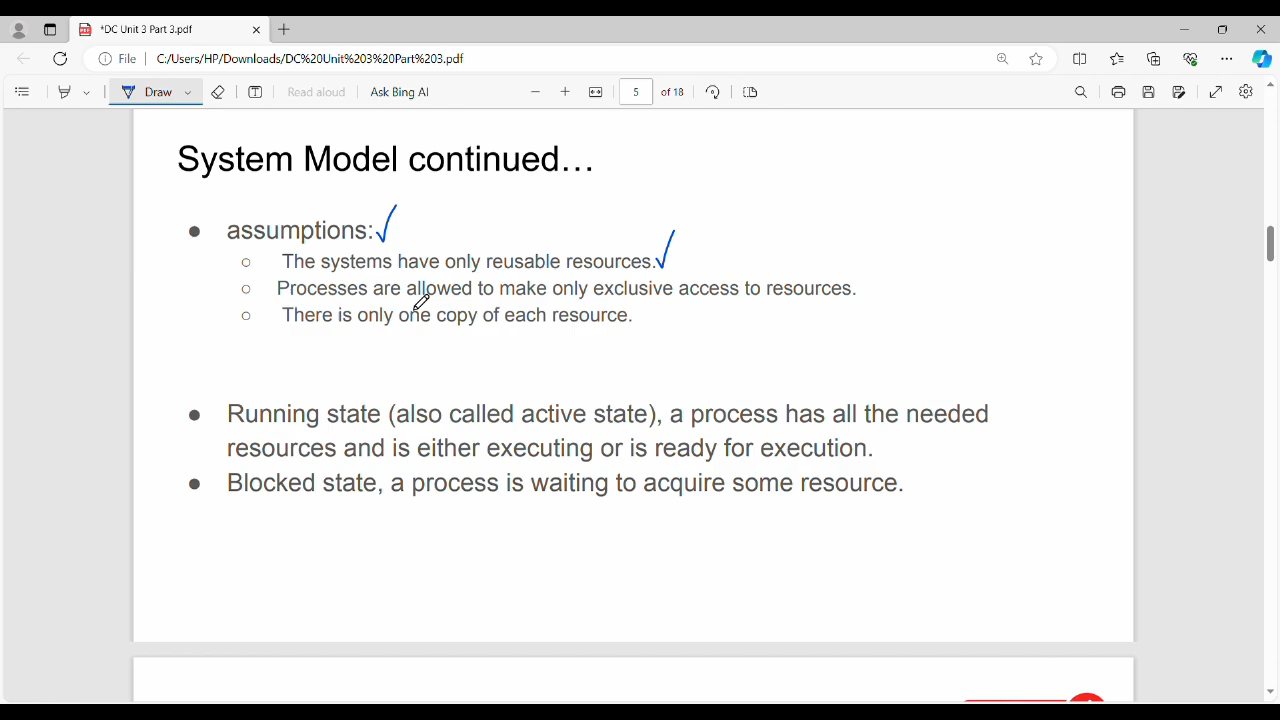 *DC Unit 3 Part 3.pdf
File
C:/Users/HP/Downloads/DC%20Unit%203%20Part%203.pdf
Draw
Read aloud
Ask Bing AI
5
of 18
System Model continued...
● assumptions:
○ The systems have only reusable resources.
○ Processes are allowed to make only exclusive access to resources.
○ There is only one copy of each resource.
● Running state (also called active state), a process has all the needed
resources and is either executing or is ready for execution.
● Blocked state, a process is waiting to acquire some resource.